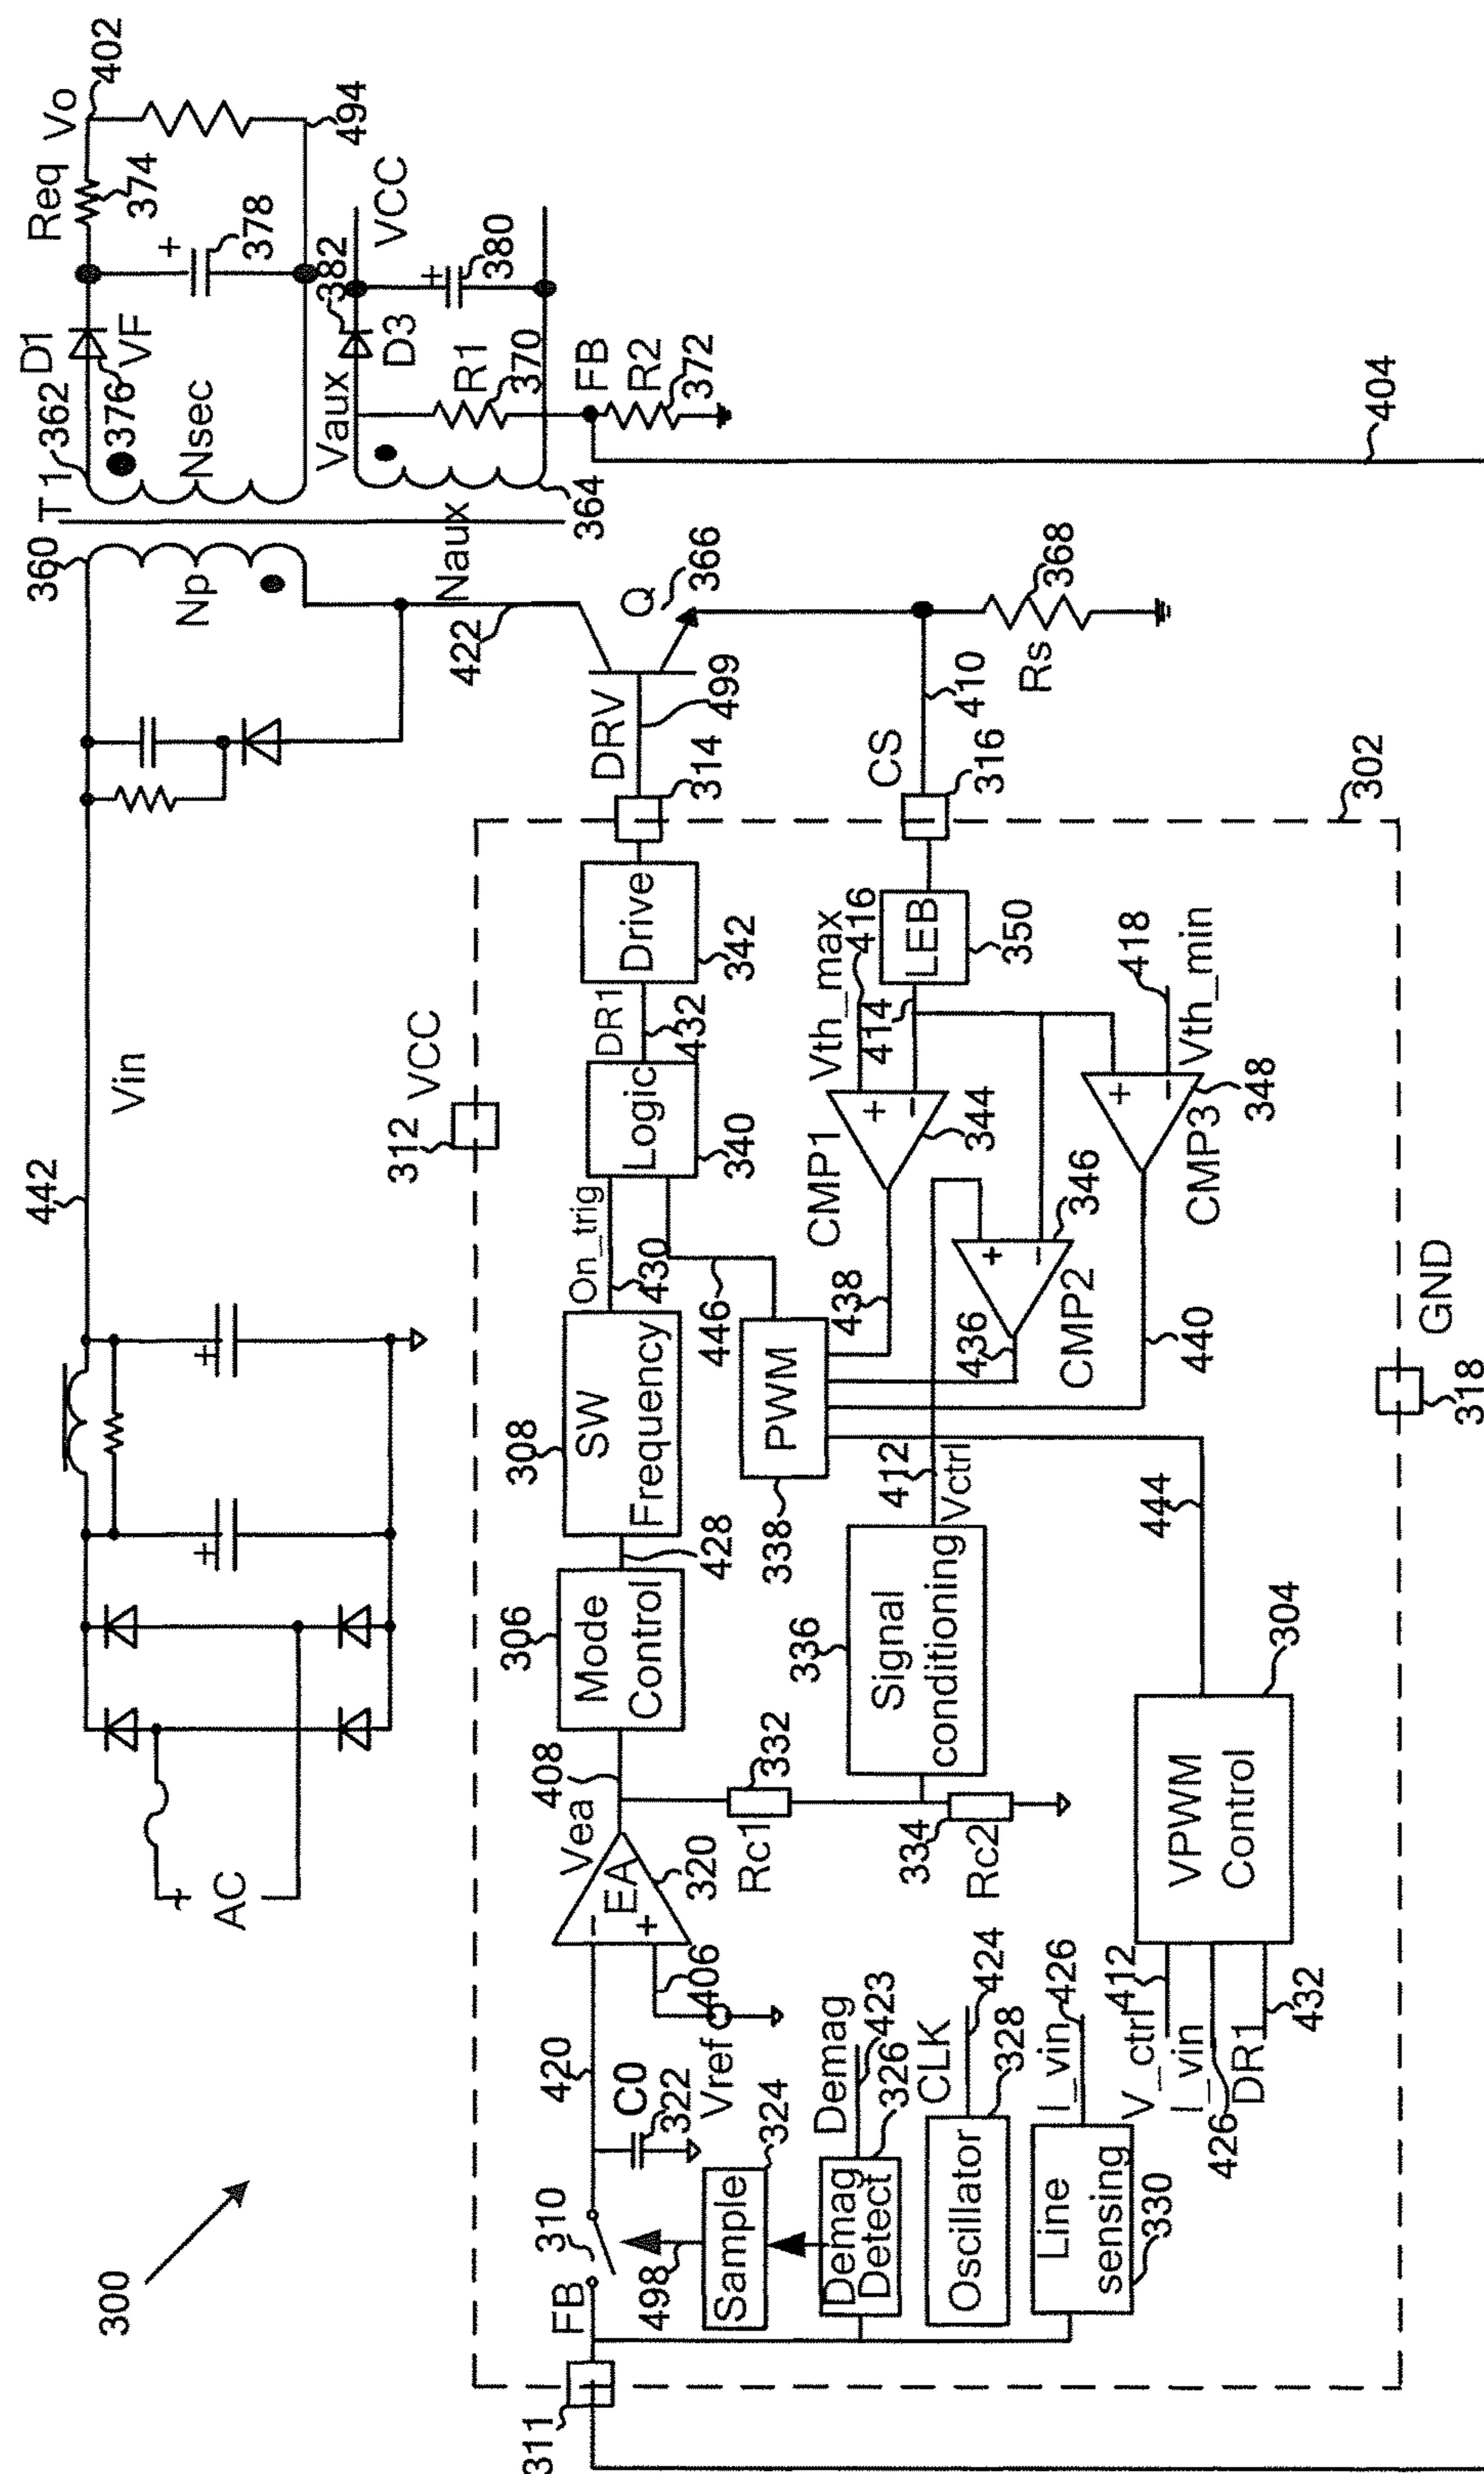 300
AC
442
Vin
360
Np
T1
362
D1
376
VF
Nsec
Req
374
Vo
402
378
+
494
382
VCC
Vaux
D3
380
+
R1
370
FB
R2
372
364
Naux
422
Q
366
404
DRV
499
314
CS
410
316
368
Rs
302
312
VCC
311
FB
310
420
C0
322
498
Sample
324
Vref
406
EA
-
+
320
Vea
408
306
Mode
Control
428
308
SW
Frequency
On_trig
430
Logic
340
DR1
432
Drive
342
446
PWM
338
438
436
440
444
Rc1
332
334
Rc2
336
Signal
conditioning
412
Vctrl
CMP1
344
+
-
Vth_max
416
414
LEB
350
CMP2
346
+
-
CMP3
348
+
-
418
Vth_min
Demag
Detect
Demag
423
326
Oscillator
CLK
424
328
Line
sensing
330
I_vin
426
V_ctrl
412
I_vin
426
DR1
432
VPWM
Control
304
318
GND
+
+